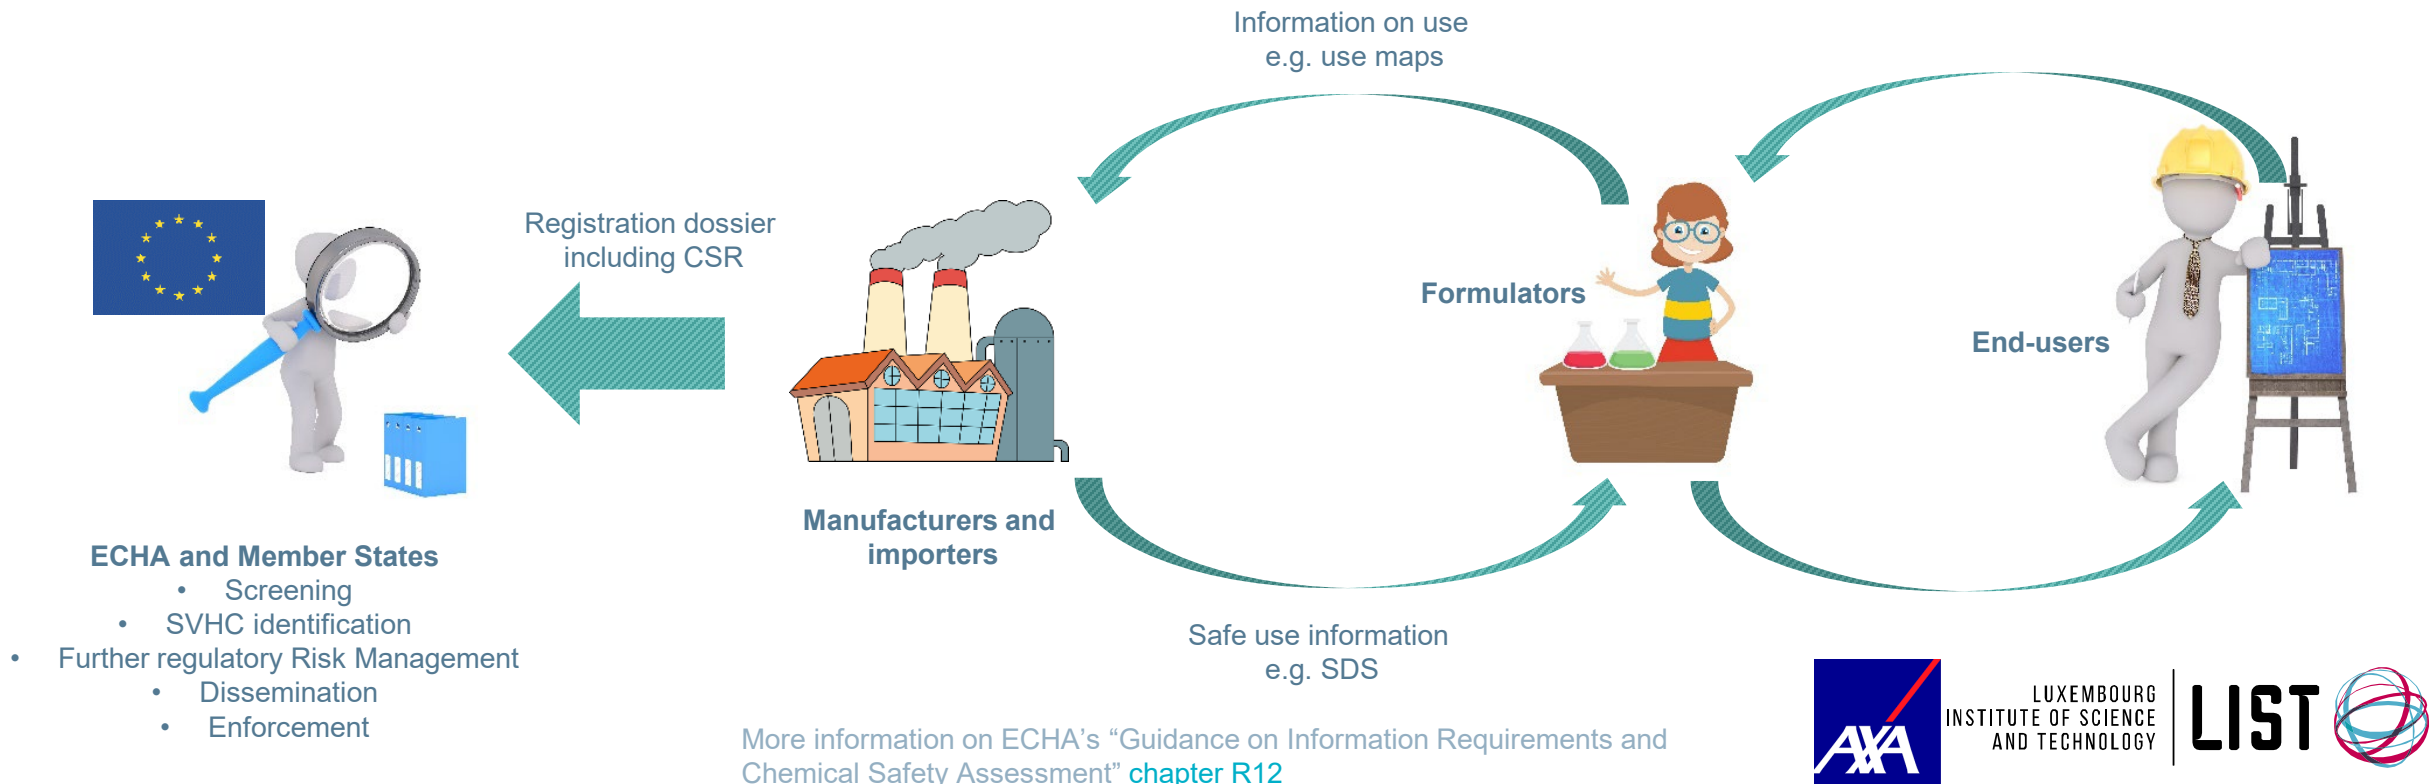 Information on use
e.g. use maps
Registration dossier
including CSR
Formulators
End-users
Manufacturers and
importers
ECHA and Member States
• Screening
• SVHC identification
• Further regulatory Risk Management
• Dissemination
• Enforcement
Safe use information
e.g. SDS
More information on ECHA’s “Guidance on Information Requirements and
Chemical Safety Assessment” chapter R12
AXA
LUXEMBOURG
INSTITUTE OF SCIENCE
AND TECHNOLOGY
LIST